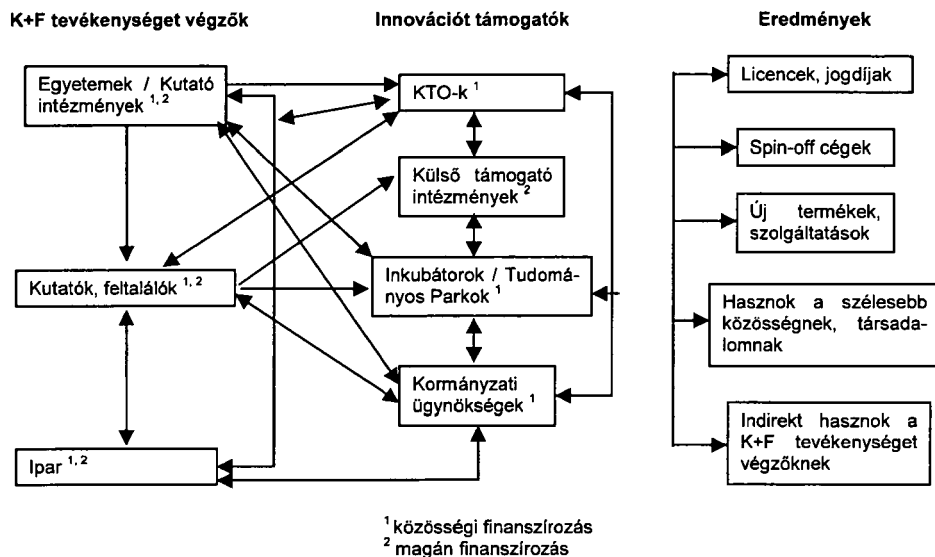 K+F tevékenységet végzők
Egyetemek / Kutató
intézmények 1, 2
Kutatók, feltalálók 1, 2
Ipar 1, 2
Innovációt támogatók
KTO-k 1
Külső támogató
intézmények 2
Inkubátorok / Tudomá-
nyos Parkok 1
Kormányzati
ügynökségek 1
Eredmények
Licencek, jogdíjak
Spin-off cégek
Új termékek,
szolgáltatások
Hasznok a szélesebb
közösségnek, társada-
lomnak
Indirekt hasznok a
K+F tevékenységet
végzőknek
1 közösségi finanszírozás
2 magán finanszírozás